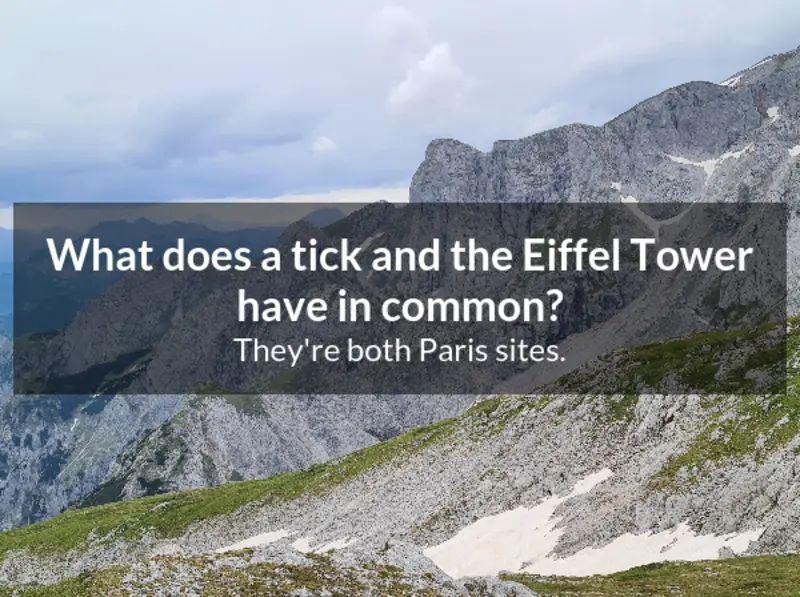 What does a tick and the Eiffel Tower
have in common?
They're both Paris sites.